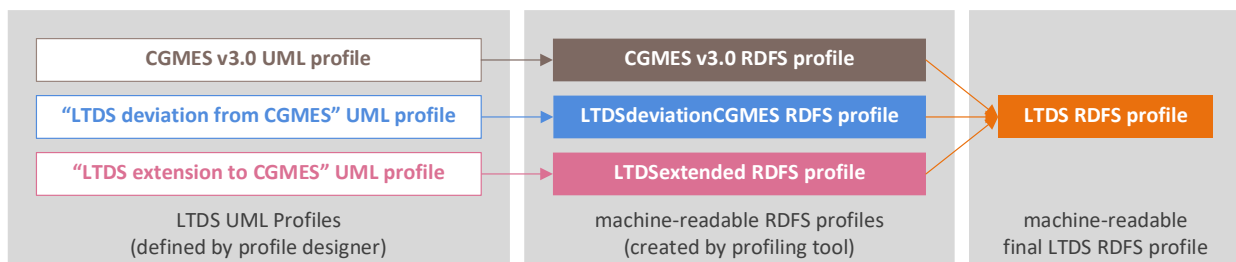 CGMES v3.0 UML profile
“LTDS deviation from CGMES” UML profile
“LTDS extension to CGMES” UML profile
LTDS UML Profiles
(defined by profile designer)
CGMES v3.0 RDFS profile
LTDSdeviationCGMES RDFS profile
LTDSextended RDFS profile
machine-readable RDFS profiles
(created by profiling tool)
LTDS RDFS profile
machine-readable
final LTDS RDFS profile